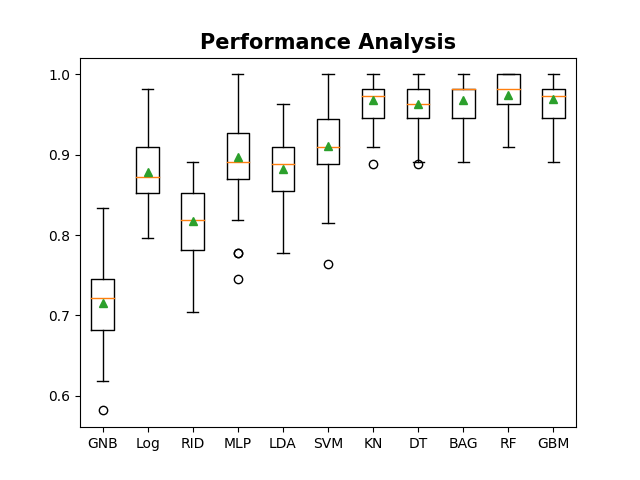 Performance Analysis
1.0
0.9
0.8
0.7
0.6
GNB Log RID MLP LDA SVM KN DT BAG RF GBM